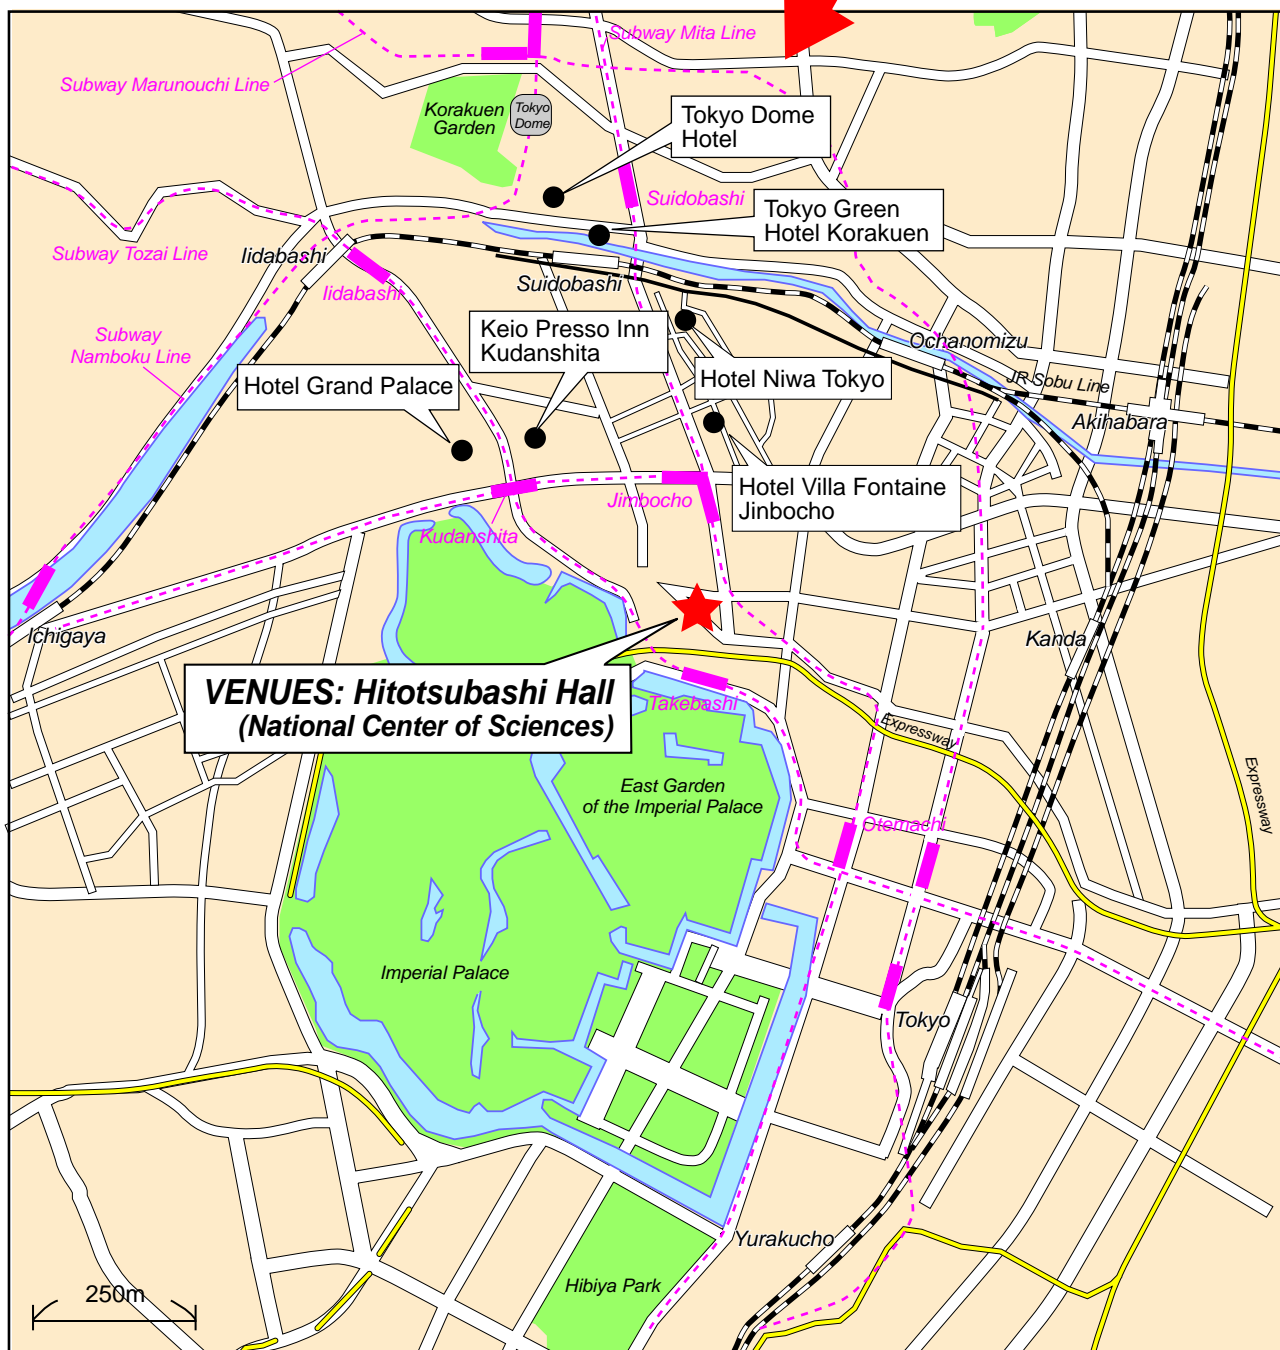 Subway Mita Line
Subway Marunouchi Line
Korakuen
Garden
Tokyo
Dome
Tokyo Dome
Hotel
Suidobashi
Tokyo Green
Hotel Korakuen
Subway Tozai Line
Iidabashi
Iidabashi
Suidobashi
Subway
Namboku Line
Keio Presso Inn
Kudanshita
Ochanomizu
Hotel Grand Palace
Hotel Niwa Tokyo
JR Sobu Line
Akihabara
Jimbocho
Hotel Villa Fontaine
Jinbocho
Kudanshita
Ichigaya
Kanda
VENUES: Hitotsubashi Hall
(National Center of Sciences)
Takebashi
Expressway
East Garden
of the Imperial Palace
Expressway
Otemachi
Imperial Palace
Tokyo
Yurakucho
Hibiya Park
250m